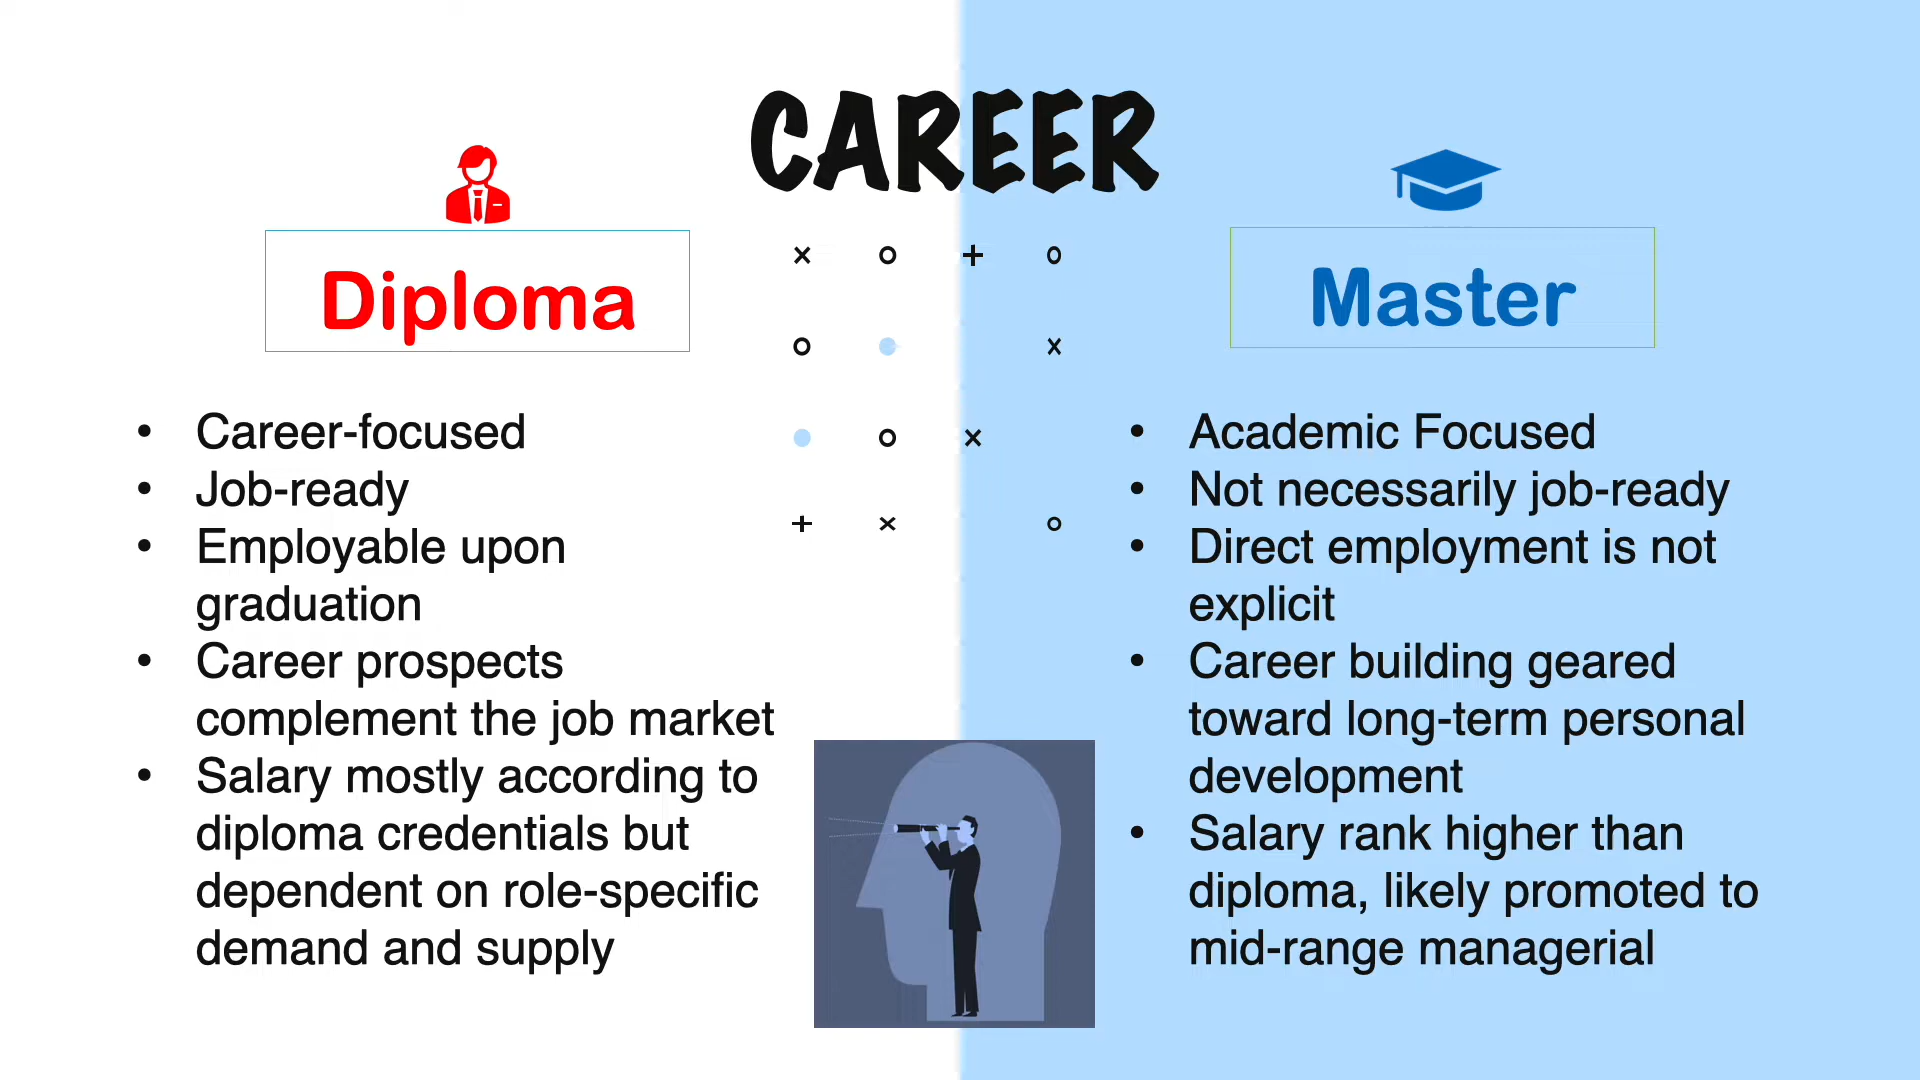 CAREER
Diploma
• Career-focused
• Job-ready
• Employable upon
graduation
• Career prospects
complement the job market
• Salary mostly according to
diploma credentials but
dependent on role-specific
demand and supply
Master
• Academic Focused
• Not necessarily job-ready
• Direct employment is not
explicit
• Career building geared
toward long-term personal
development
• Salary rank higher than
diploma, likely promoted to
mid-range managerial